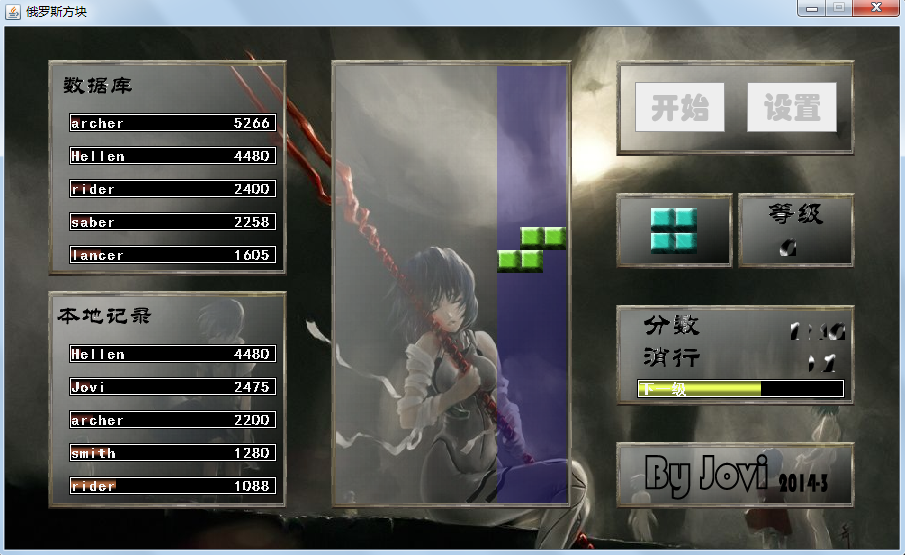 俄罗斯方块
数据库
archer 5266
Hellen 4480
rider 2400
saber 2258
lancer 1605
本地记录
Hellen 4480
Jovi 2475
archer 2200
smith 1280
rider 1088
开始 设置
等级
分数
消行
下一级
By Jovi 2014-3